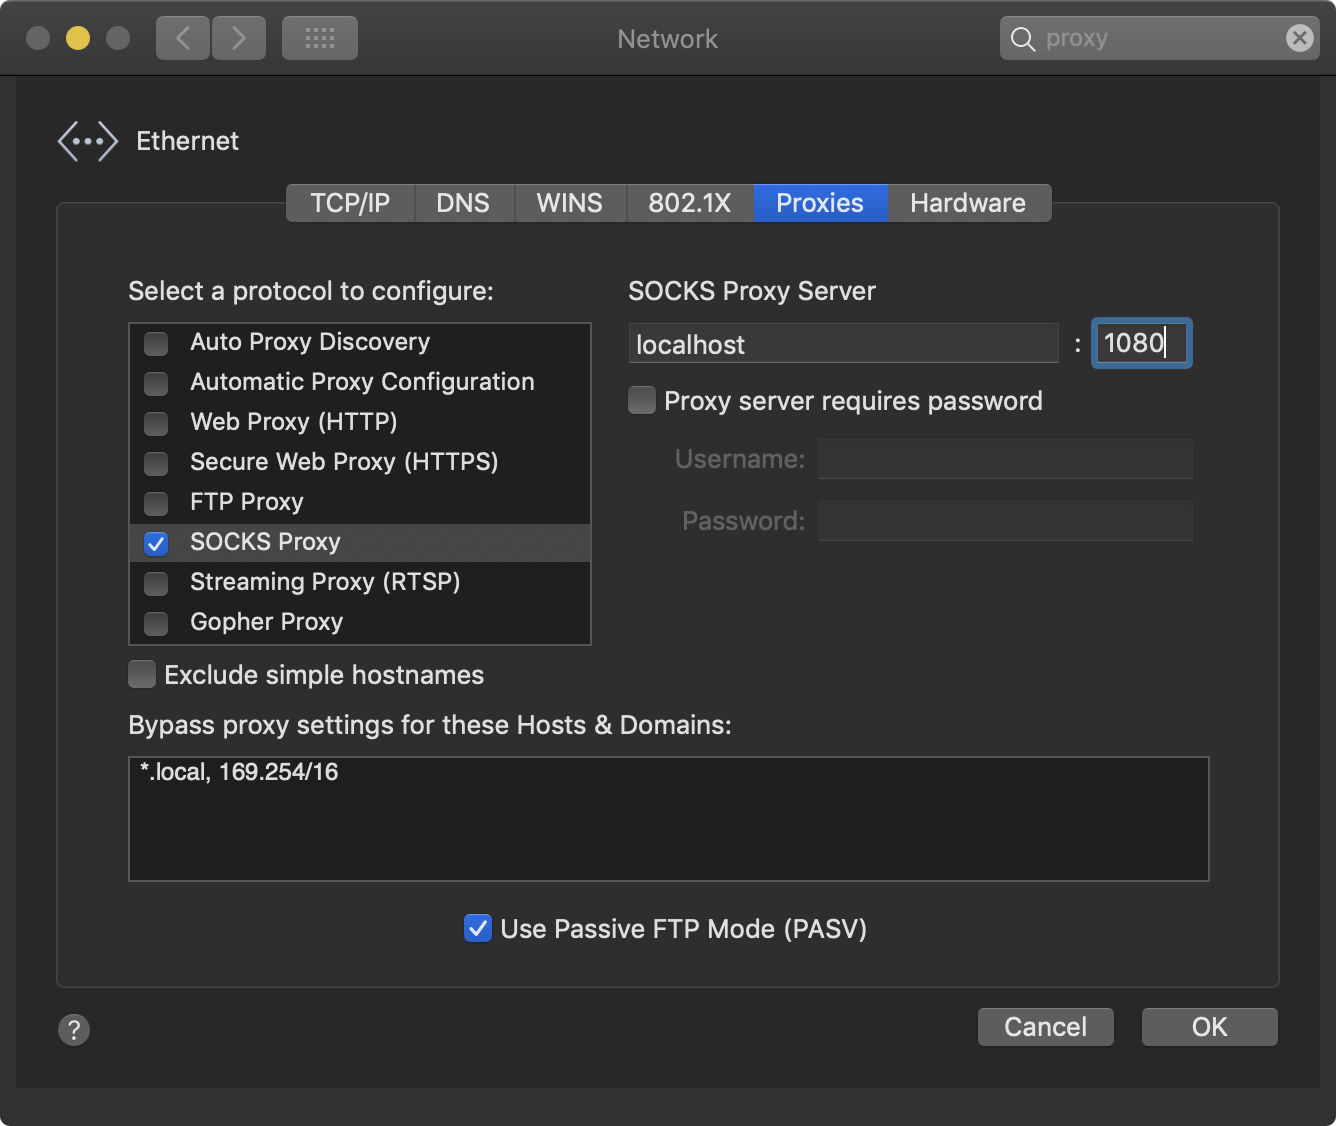 Network
proxy
Ethernet
TCP/IP DNS WINS 802.1X Proxies Hardware
Select a protocol to configure:
Auto Proxy Discovery
Automatic Proxy Configuration
Web Proxy (HTTP)
Secure Web Proxy (HTTPS)
FTP Proxy
SOCKS Proxy
Streaming Proxy (RTSP)
Gopher Proxy
SOCKS Proxy Server
localhost : 1080
Proxy server requires password
Username:
Password:
Exclude simple hostnames
Bypass proxy settings for these Hosts & Domains:
*.local, 169.254/16
Use Passive FTP Mode (PASV)
? Cancel OK